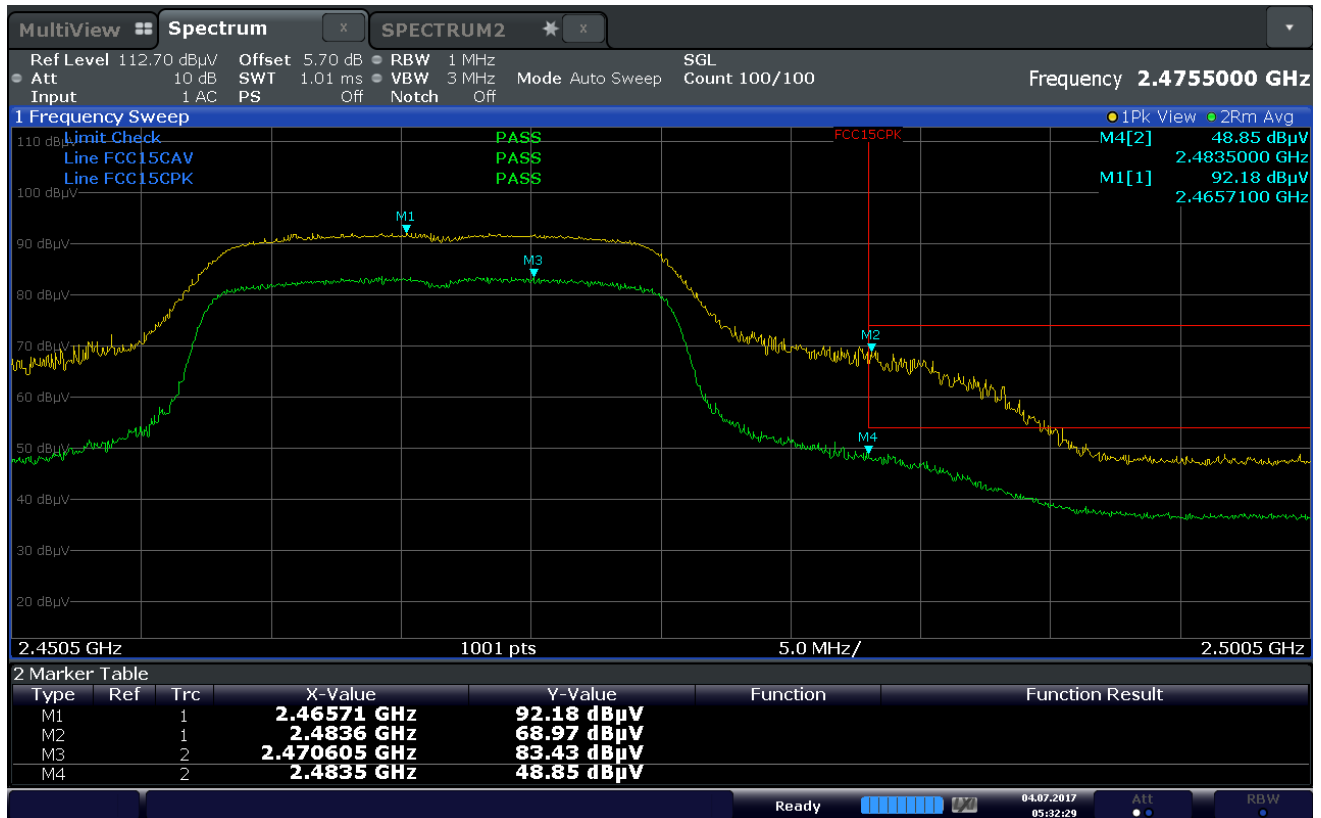 MultiView Spectrum x SPECTRUM2 x
Ref Level 112.70 dBµV Offset 5.70 dB RBW 1 MHz SGL
Att 10 dB SWT 1.01 ms VBW 3 MHz Mode Auto Sweep Count 100/100 Frequency 2.4755000 GHz
Input 1 AC PS Off Notch Off
1 Frequency Sweep 1Pk View 2Rm Avg
110 dBµV Limit Check PASS FCC15CPK M4[2] 48.85 dBµV
Line FCC15CAV PASS 2.4835000 GHz
Line FCC15CPK PASS M1[1] 92.18 dBµV
100 dBµV 2.4657100 GHz
M1
90 dBµV
M3
80 dBµV
M2
70 dBµV
60 dBµV
M4
50 dBµV
40 dBµV
30 dBµV
20 dBµV
2.4505 GHz 1001 pts 5.0 MHz/ 2.5005 GHz
2 Marker Table
Type Ref Trc X-Value Y-Value Function Function Result
M1 1 2.46571 GHz 92.18 dBµV
M2 1 2.4836 GHz 68.97 dBµV
M3 2 2.470605 GHz 83.43 dBµV
M4 2 2.4835 GHz 48.85 dBµV
Ready 04.07.2017 Att RBW
05:32:29